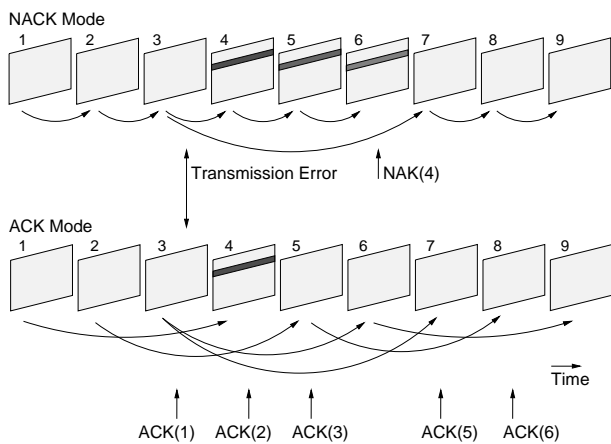 NACK Mode
1 2 3 4 5 6 7 8 9
Transmission Error
NAK(4)
ACK Mode
1 2 3 4 5 6 7 8 9
Time
ACK(1) ACK(2) ACK(3) ACK(5) ACK(6)